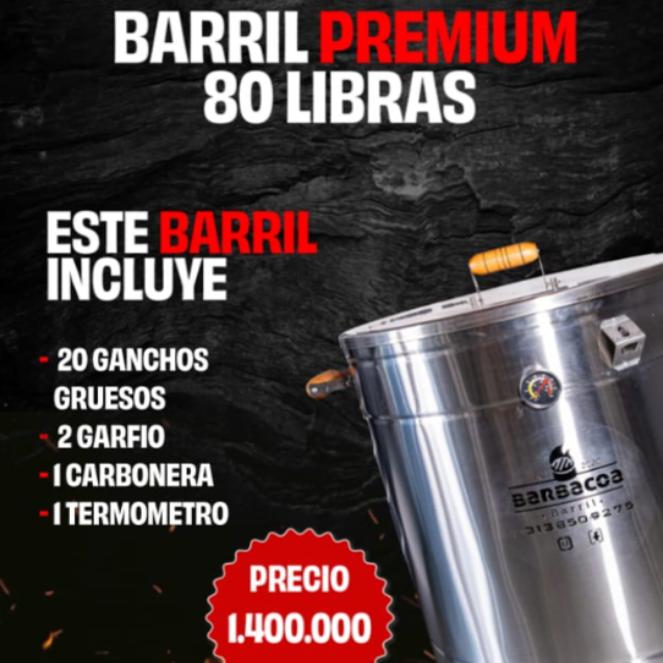 BARRIL PREMIUM
80 LIBRAS
ESTE BARRIL
INCLUYE
- 20 GANCHOS
GRUESOS
- 2 GARFIO
- 1 CARBONERA
- 1 TERMOMETRO
BARBACOA
Barril
3138509275
PRECIO
1.400.000